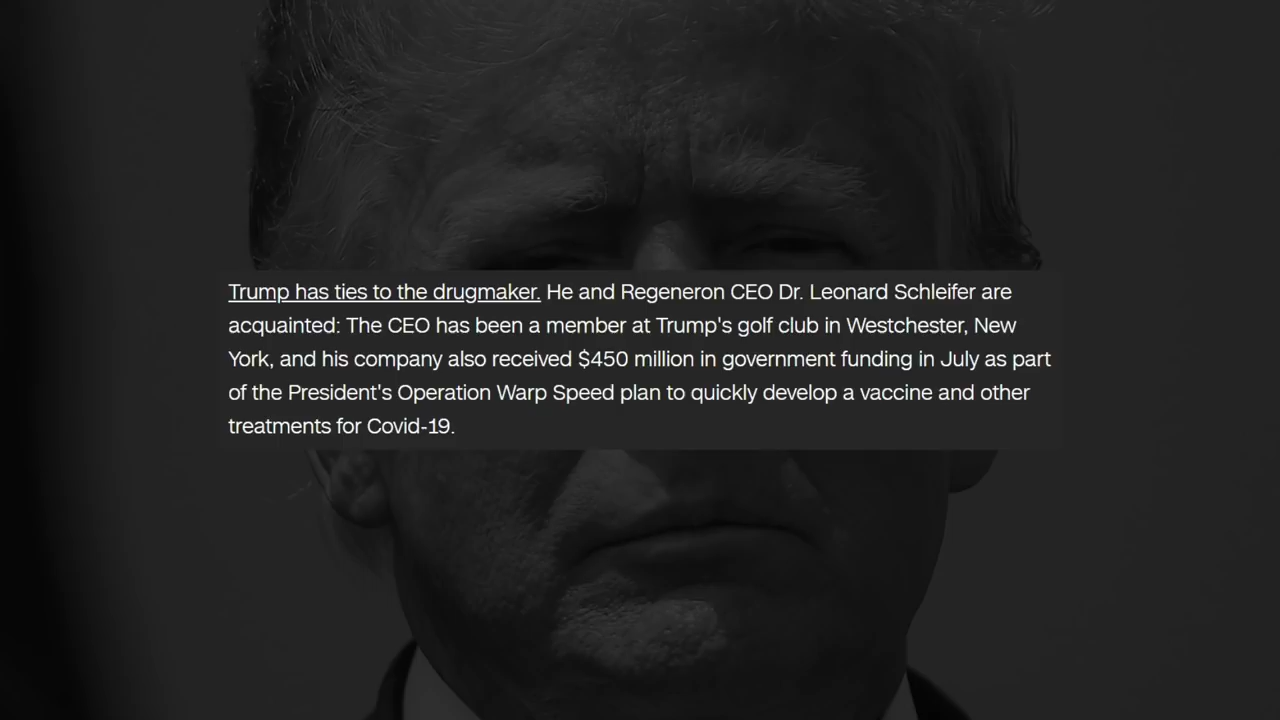 Trump has ties to the drugmaker. He and Regeneron CEO Dr. Leonard Schleifer are
acquainted: The CEO has been a member at Trump's golf club in Westchester, New
York, and his company also received $450 million in government funding in July as part
of the President's Operation Warp Speed plan to quickly develop a vaccine and other
treatments for Covid-19.